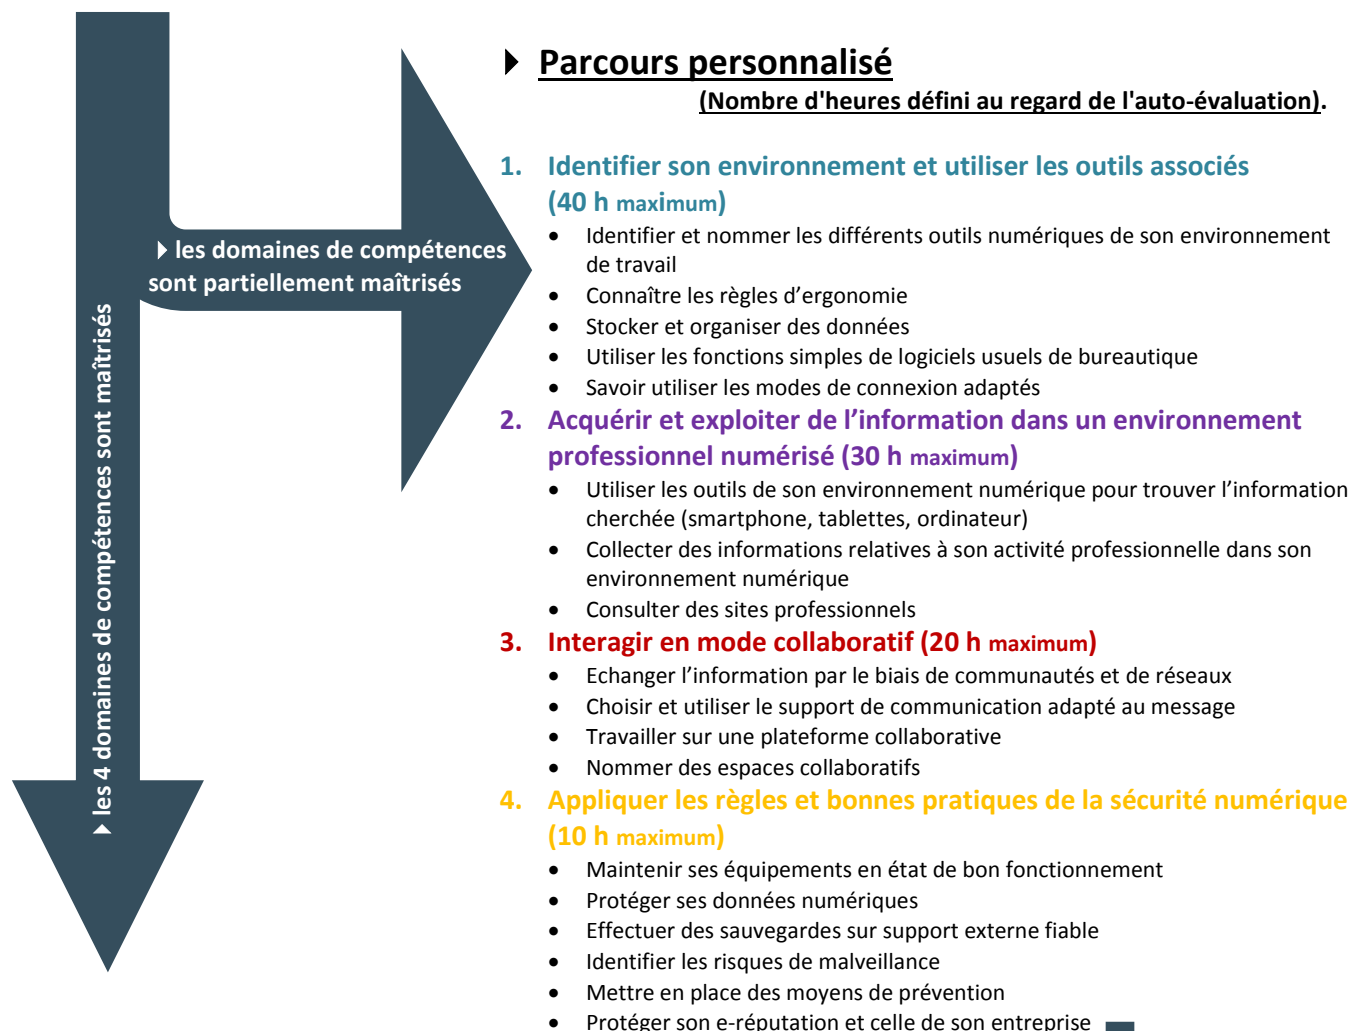 Parcours personnalisé
(Nombre d'heures défini au regard de l'auto-évaluation).
les domaines de compétences
sont partiellement maîtrisés
les 4 domaines de compétences sont maîtrisés
1. Identifier son environnement et utiliser les outils associés
(40 h maximum)
• Identifier et nommer les différents outils numériques de son environnement
de travail
• Connaître les règles d’ergonomie
• Stocker et organiser des données
• Utiliser les fonctions simples de logiciels usuels de bureautique
• Savoir utiliser les modes de connexion adaptés
2. Acquérir et exploiter de l’information dans un environnement
professionnel numérisé (30 h maximum)
• Utiliser les outils de son environnement numérique pour trouver l’information
cherchée (smartphone, tablettes, ordinateur)
• Collecter des informations relatives à son activité professionnelle dans son
environnement numérique
• Consulter des sites professionnels
3. Interagir en mode collaboratif (20 h maximum)
• Echanger l’information par le biais de communautés et de réseaux
• Choisir et utiliser le support de communication adapté au message
• Travailler sur une plateforme collaborative
• Nommer des espaces collaboratifs
4. Appliquer les règles et bonnes pratiques de la sécurité numérique
(10 h maximum)
• Maintenir ses équipements en état de bon fonctionnement
• Protéger ses données numériques
• Effectuer des sauvegardes sur support externe fiable
• Identifier les risques de malveillance
• Mettre en place des moyens de prévention
• Protéger son e-réputation et celle de son entreprise